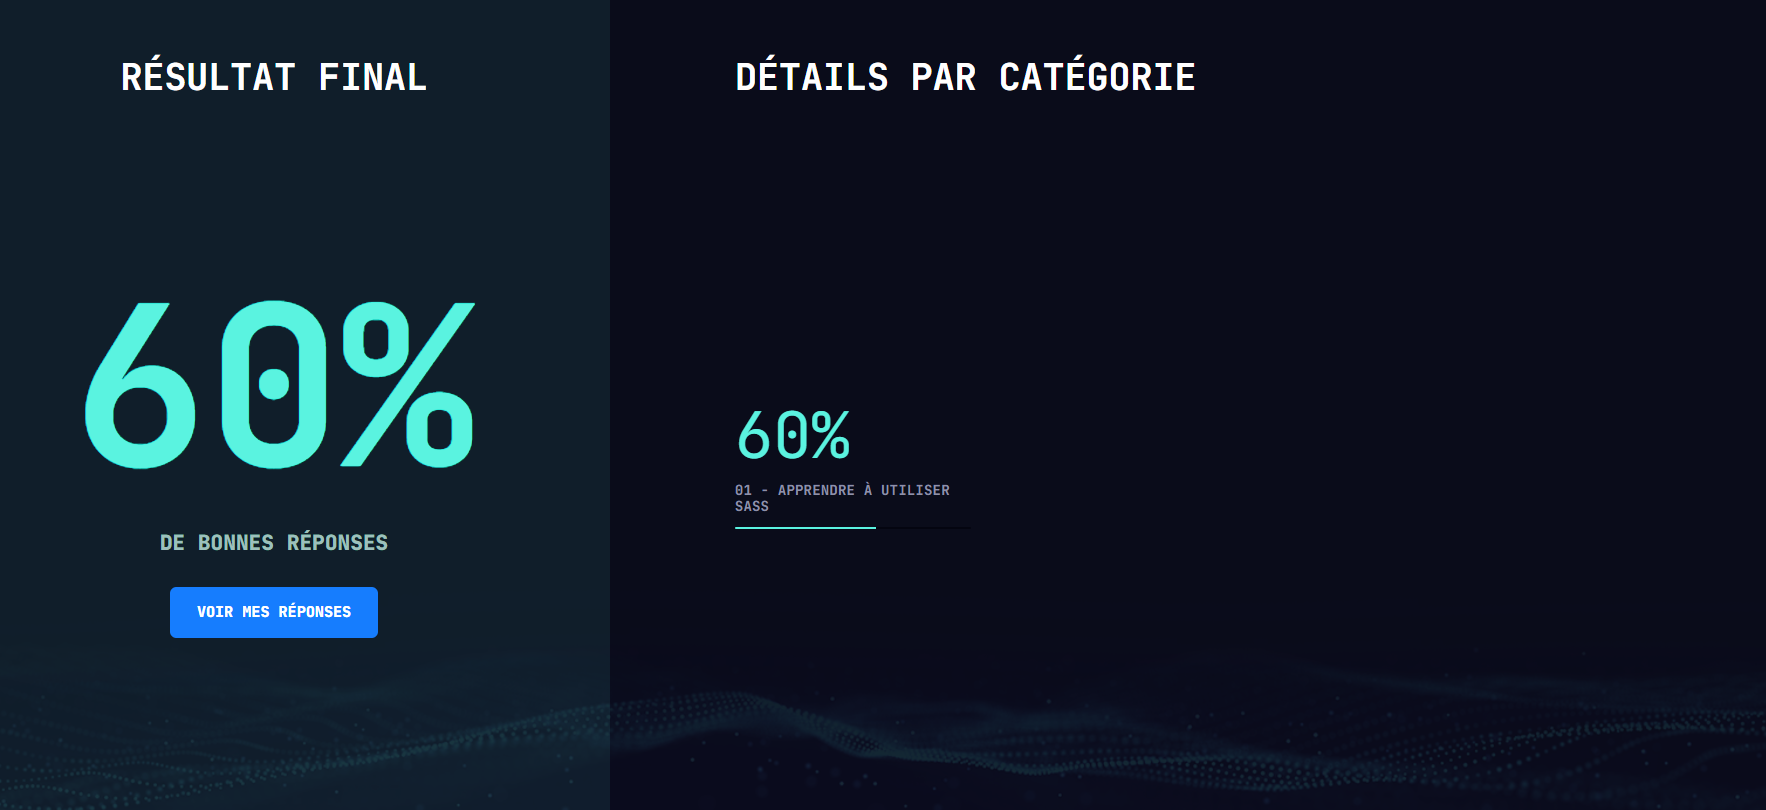 RÉSULTAT FINAL
60%
DE BONNES RÉPONSES
VOIR MES RÉPONSES
DÉTAILS PAR CATÉGORIE
60%
01 - APPRENDRE À UTILISER
SASS